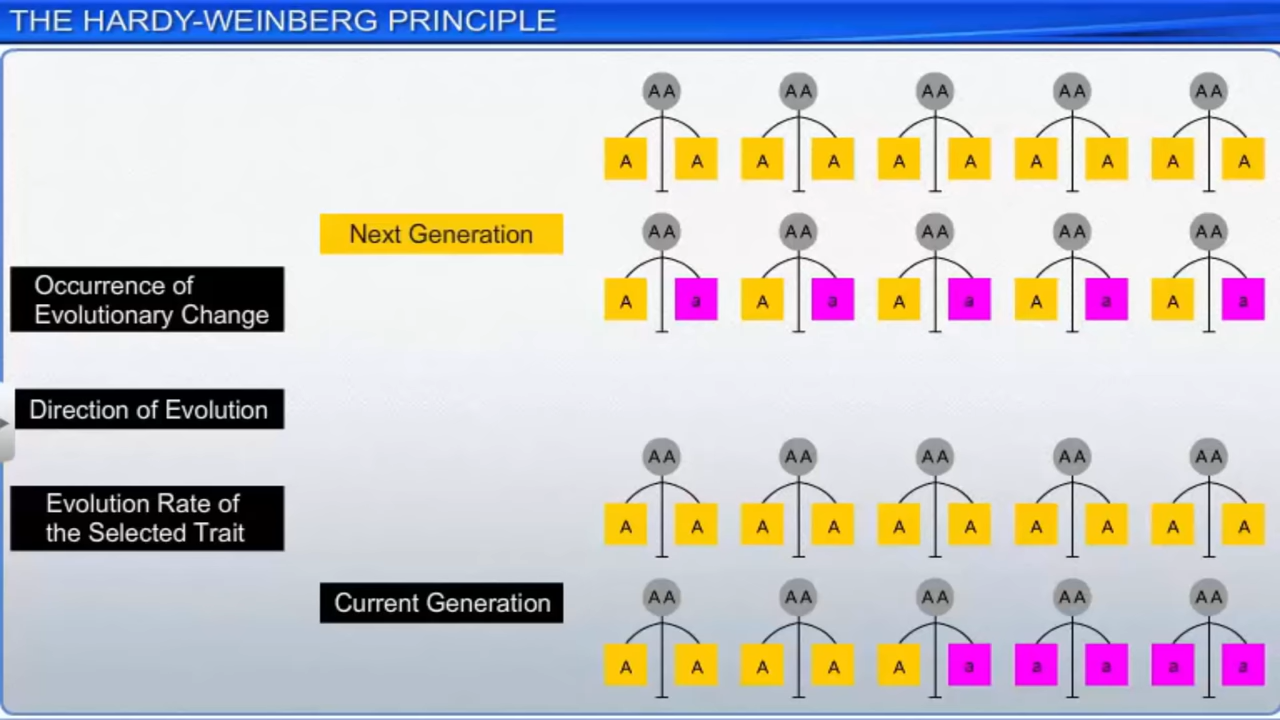 THE HARDY-WEINBERG PRINCIPLE
AA AA AA AA AA
A A A A A A A A A A
Next Generation
AA AA AA AA AA
A a A a A a A a A a
Occurrence of
Evolutionary Change
Direction of Evolution
AA AA AA AA AA
Evolution Rate of
the Selected Trait
A A A A A A A A A A
Current Generation
AA AA AA AA AA
A A A A A a a a a a